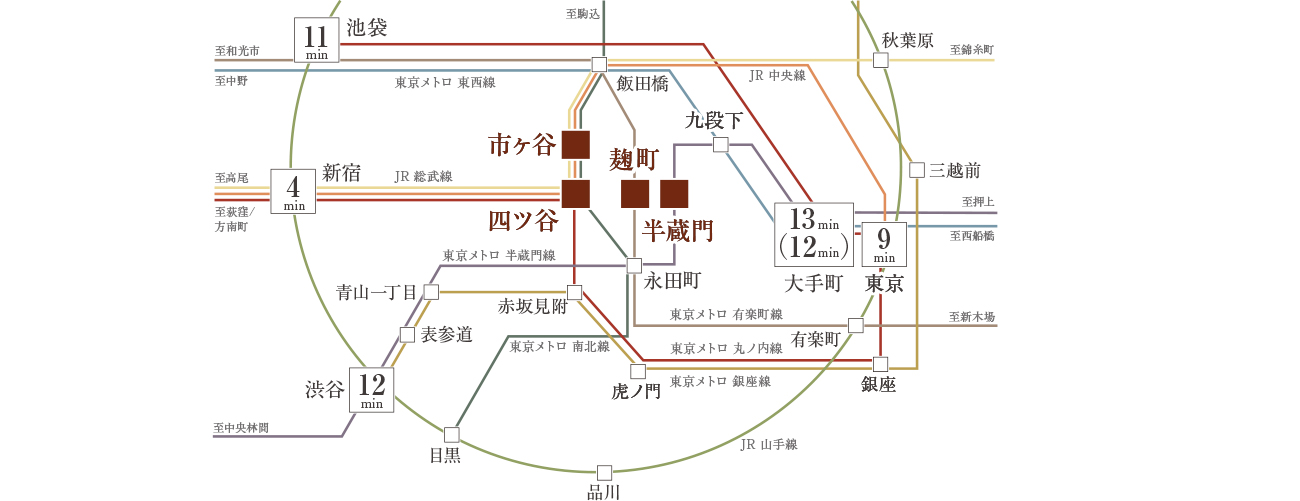 至駒込
11
min
池袋
至和光市
至中野
東京メトロ 東西線
飯田橋
JR 中央線
秋葉原
至錦糸町
市ヶ谷
麹町
九段下
三越前
至高尾
4
min
新宿
JR 総武線
至荻窪/
方南町
四ツ谷
半蔵門
13min
(12min)
大手町
9
min
東京
至押上
至西船橋
東京メトロ 半蔵門線
永田町
青山一丁目
赤坂見附
表参道
東京メトロ 有楽町線
有楽町
至新木場
東京メトロ 南北線
東京メトロ 丸ノ内線
東京メトロ 銀座線
虎ノ門
銀座
渋谷
12
min
至中央林間
目黒
JR 山手線
品川